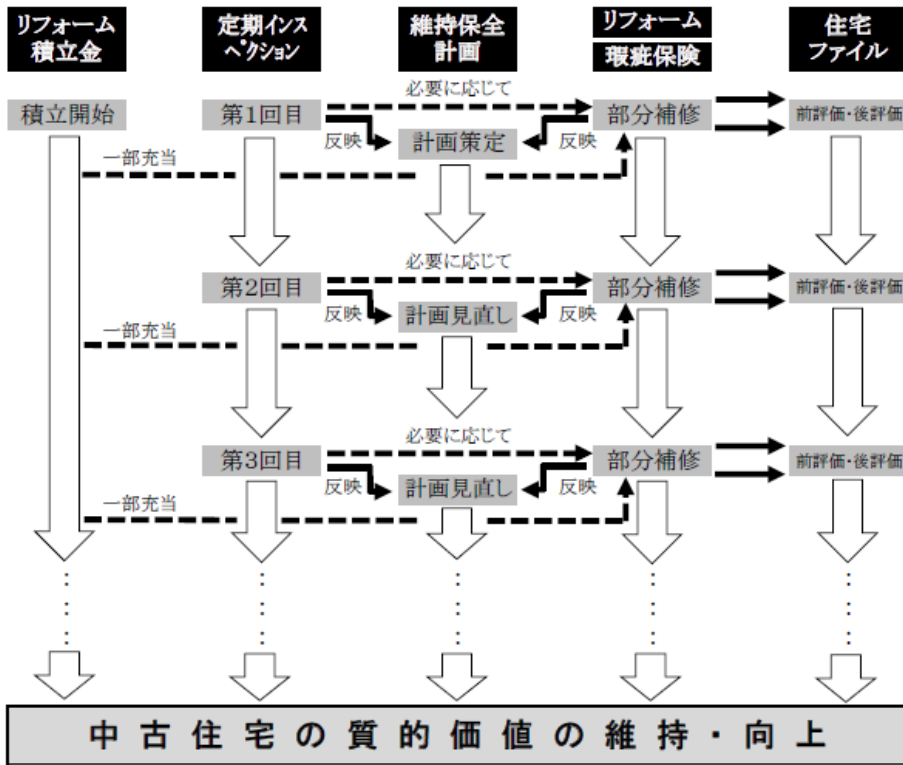 リフォーム
積立金
定期インス
ペクション
維持保全
計画
リフォーム
瑕疵保険
住宅
ファイル
積立開始
第1回目
必要に応じて
部分補修
前評価・後評価
反映
計画策定
反映
一部充当
第2回目
必要に応じて
部分補修
前評価・後評価
反映
計画見直し
反映
一部充当
第3回目
必要に応じて
部分補修
前評価・後評価
反映
計画見直し
反映
一部充当
中古住宅の質的価値の維持・向上